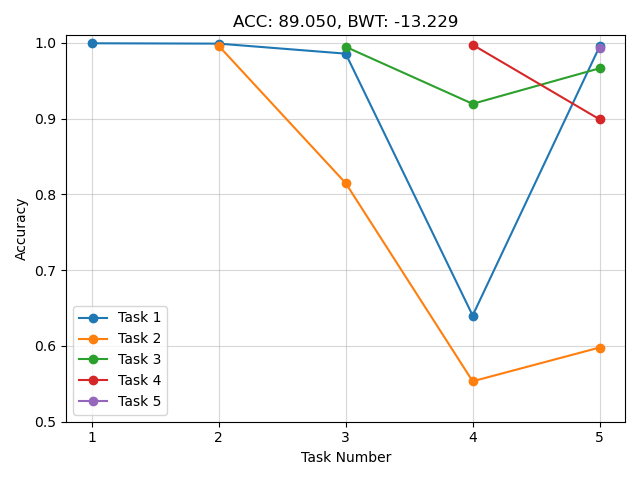 ACC: 89.050, BWT: -13.229
1.0
0.9
0.8
0.7
0.6
0.5
Accuracy
Task 1
Task 2
Task 3
Task 4
Task 5
1 2 3 4 5
Task Number